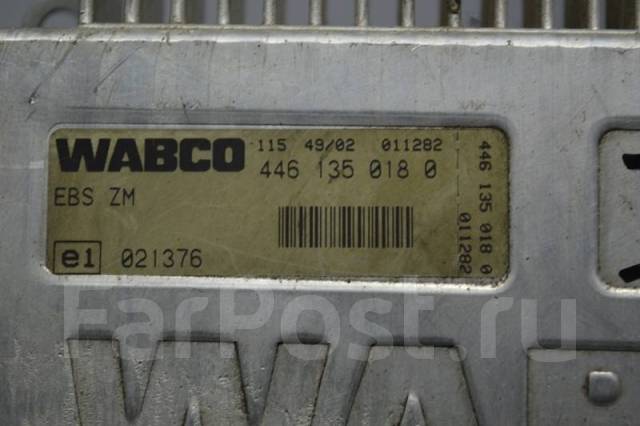 WABCO
115 49/02 011282
446 135 018 0
EBS ZM
e1 021376
446 135 018 0
011282
FarPost.ru